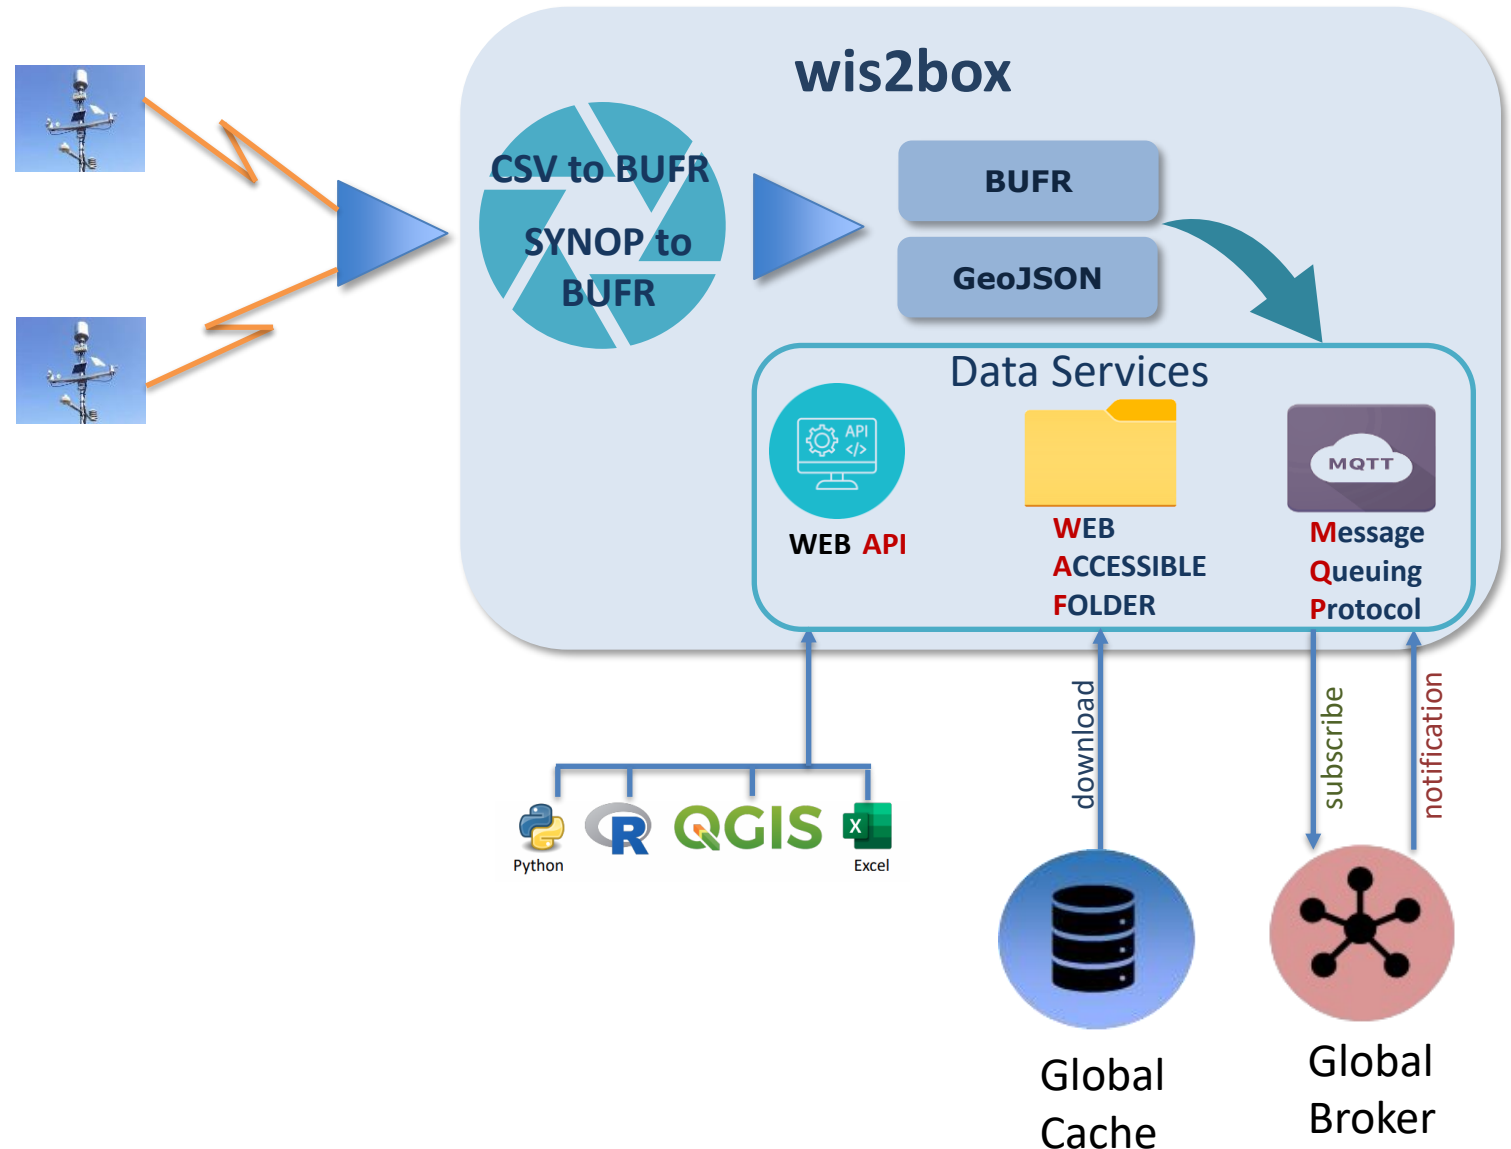 wis2box
CSV to BUFR
SYNOP to
BUFR
BUFR
GeoJSON
Data Services
API
</>
MQTT
WEB API
WEB
ACCESSIBLE
FOLDER
Message
Queuing
Protocol
download
subscribe
notification
Python
R
QGIS
X
Excel
Global
Cache
Global
Broker